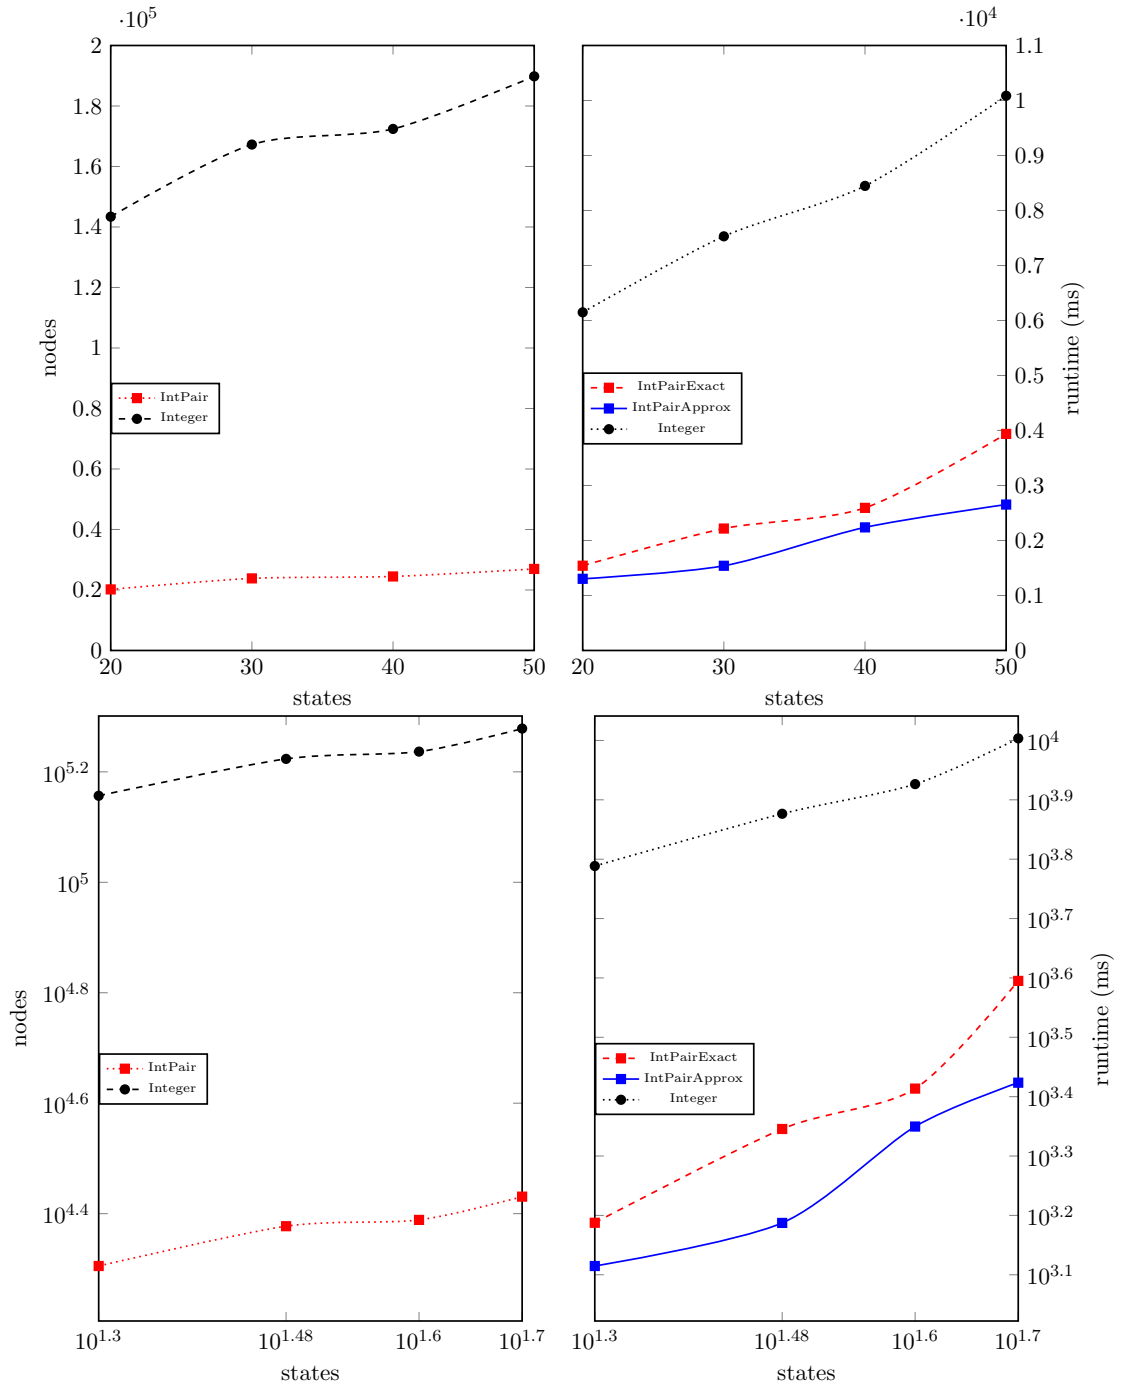 ·10^5
2
1.8
1.6
1.4
1.2
1
0.8
0.6
0.4
0.2
0
nodes
IntPair
Integer
20 30 40 50
states
·10^4
1.1
1
0.9
0.8
0.7
0.6
0.5
0.4
0.3
0.2
0.1
0
runtime (ms)
IntPairExact
IntPairApprox
Integer
20 30 40 50
states
10^5.2
10^5
10^4.8
10^4.6
10^4.4
nodes
IntPair
Integer
10^1.3 10^1.48 10^1.6 10^1.7
states
10^4
10^3.9
10^3.8
10^3.7
10^3.6
10^3.5
10^3.4
10^3.3
10^3.2
10^3.1
runtime (ms)
IntPairExact
IntPairApprox
Integer
10^1.3 10^1.48 10^1.6 10^1.7
states